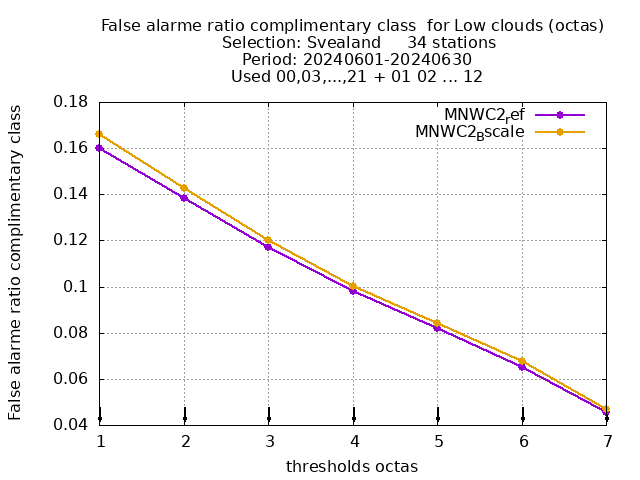 False alarme ratio complimentary class  for Low clouds (octas)
Selection: Svealand     34 stations
Period: 20240601-20240630
Used 00,03,...,21 + 01 02 ... 12
False alarme ratio complimentary class
0.18
0.16
0.14
0.12
0.1
0.08
0.06
0.04
MNWC2_ref
MNWC2_Bscale
1 2 3 4 5 6 7
thresholds octas